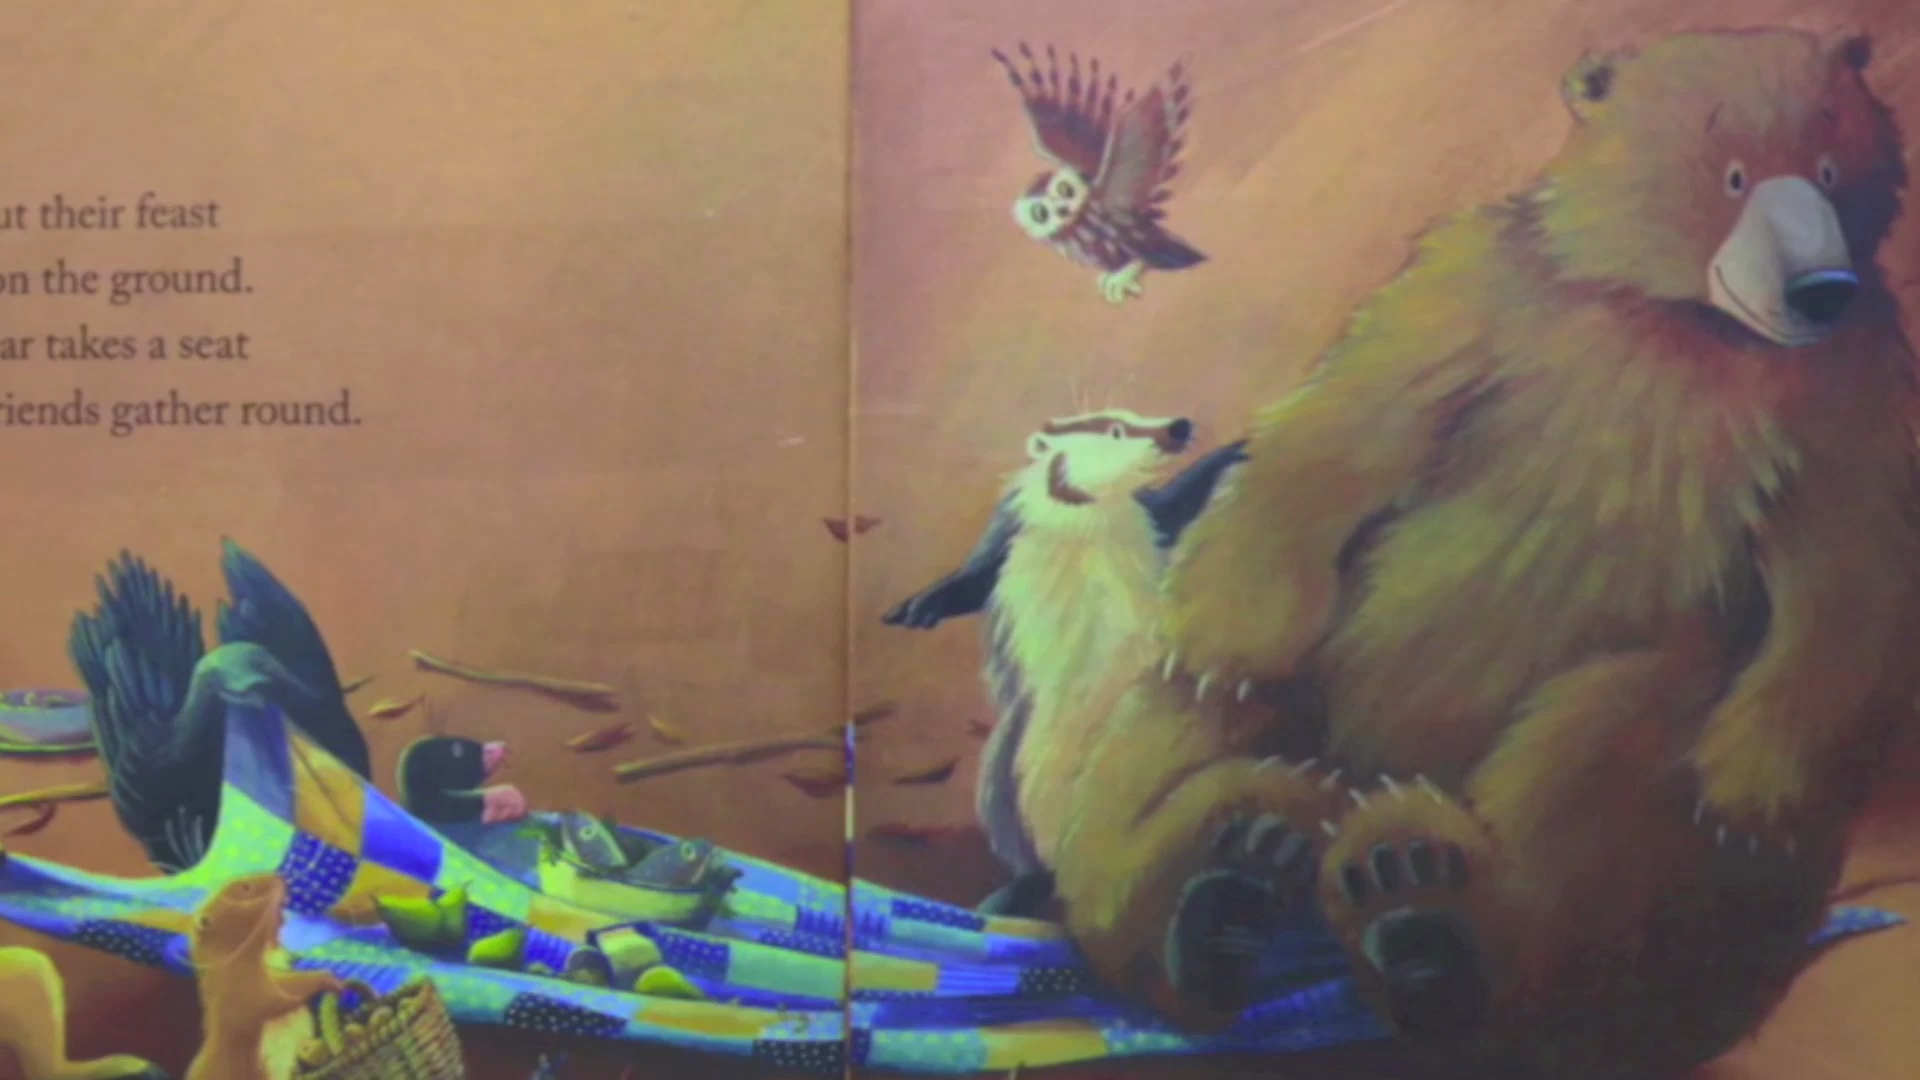 ut their feast
on the ground.
ar takes a seat
riends gather round.